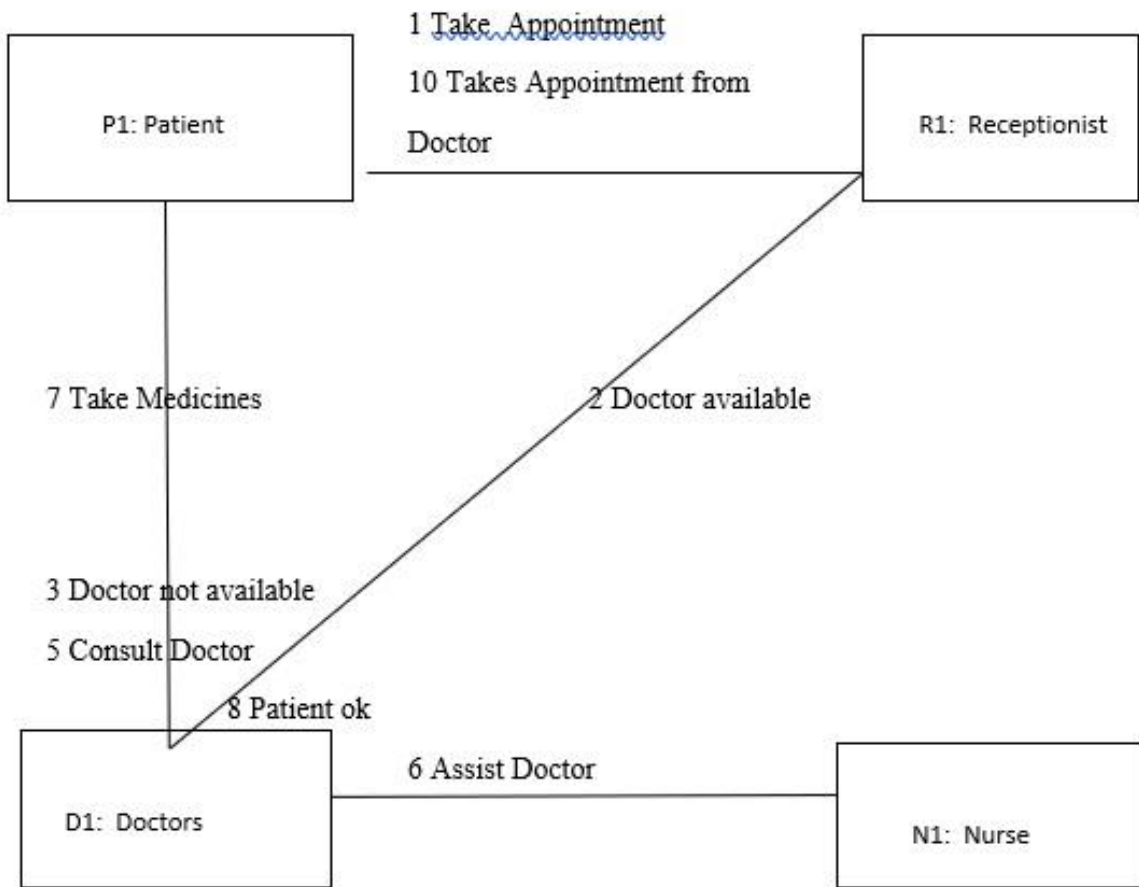 1 Take Appointment
10 Takes Appointment from
Doctor
P1: Patient
R1: Receptionist
7 Take Medicines
2 Doctor available
3 Doctor not available
5 Consult Doctor
8 Patient ok
6 Assist Doctor
D1: Doctors
N1: Nurse